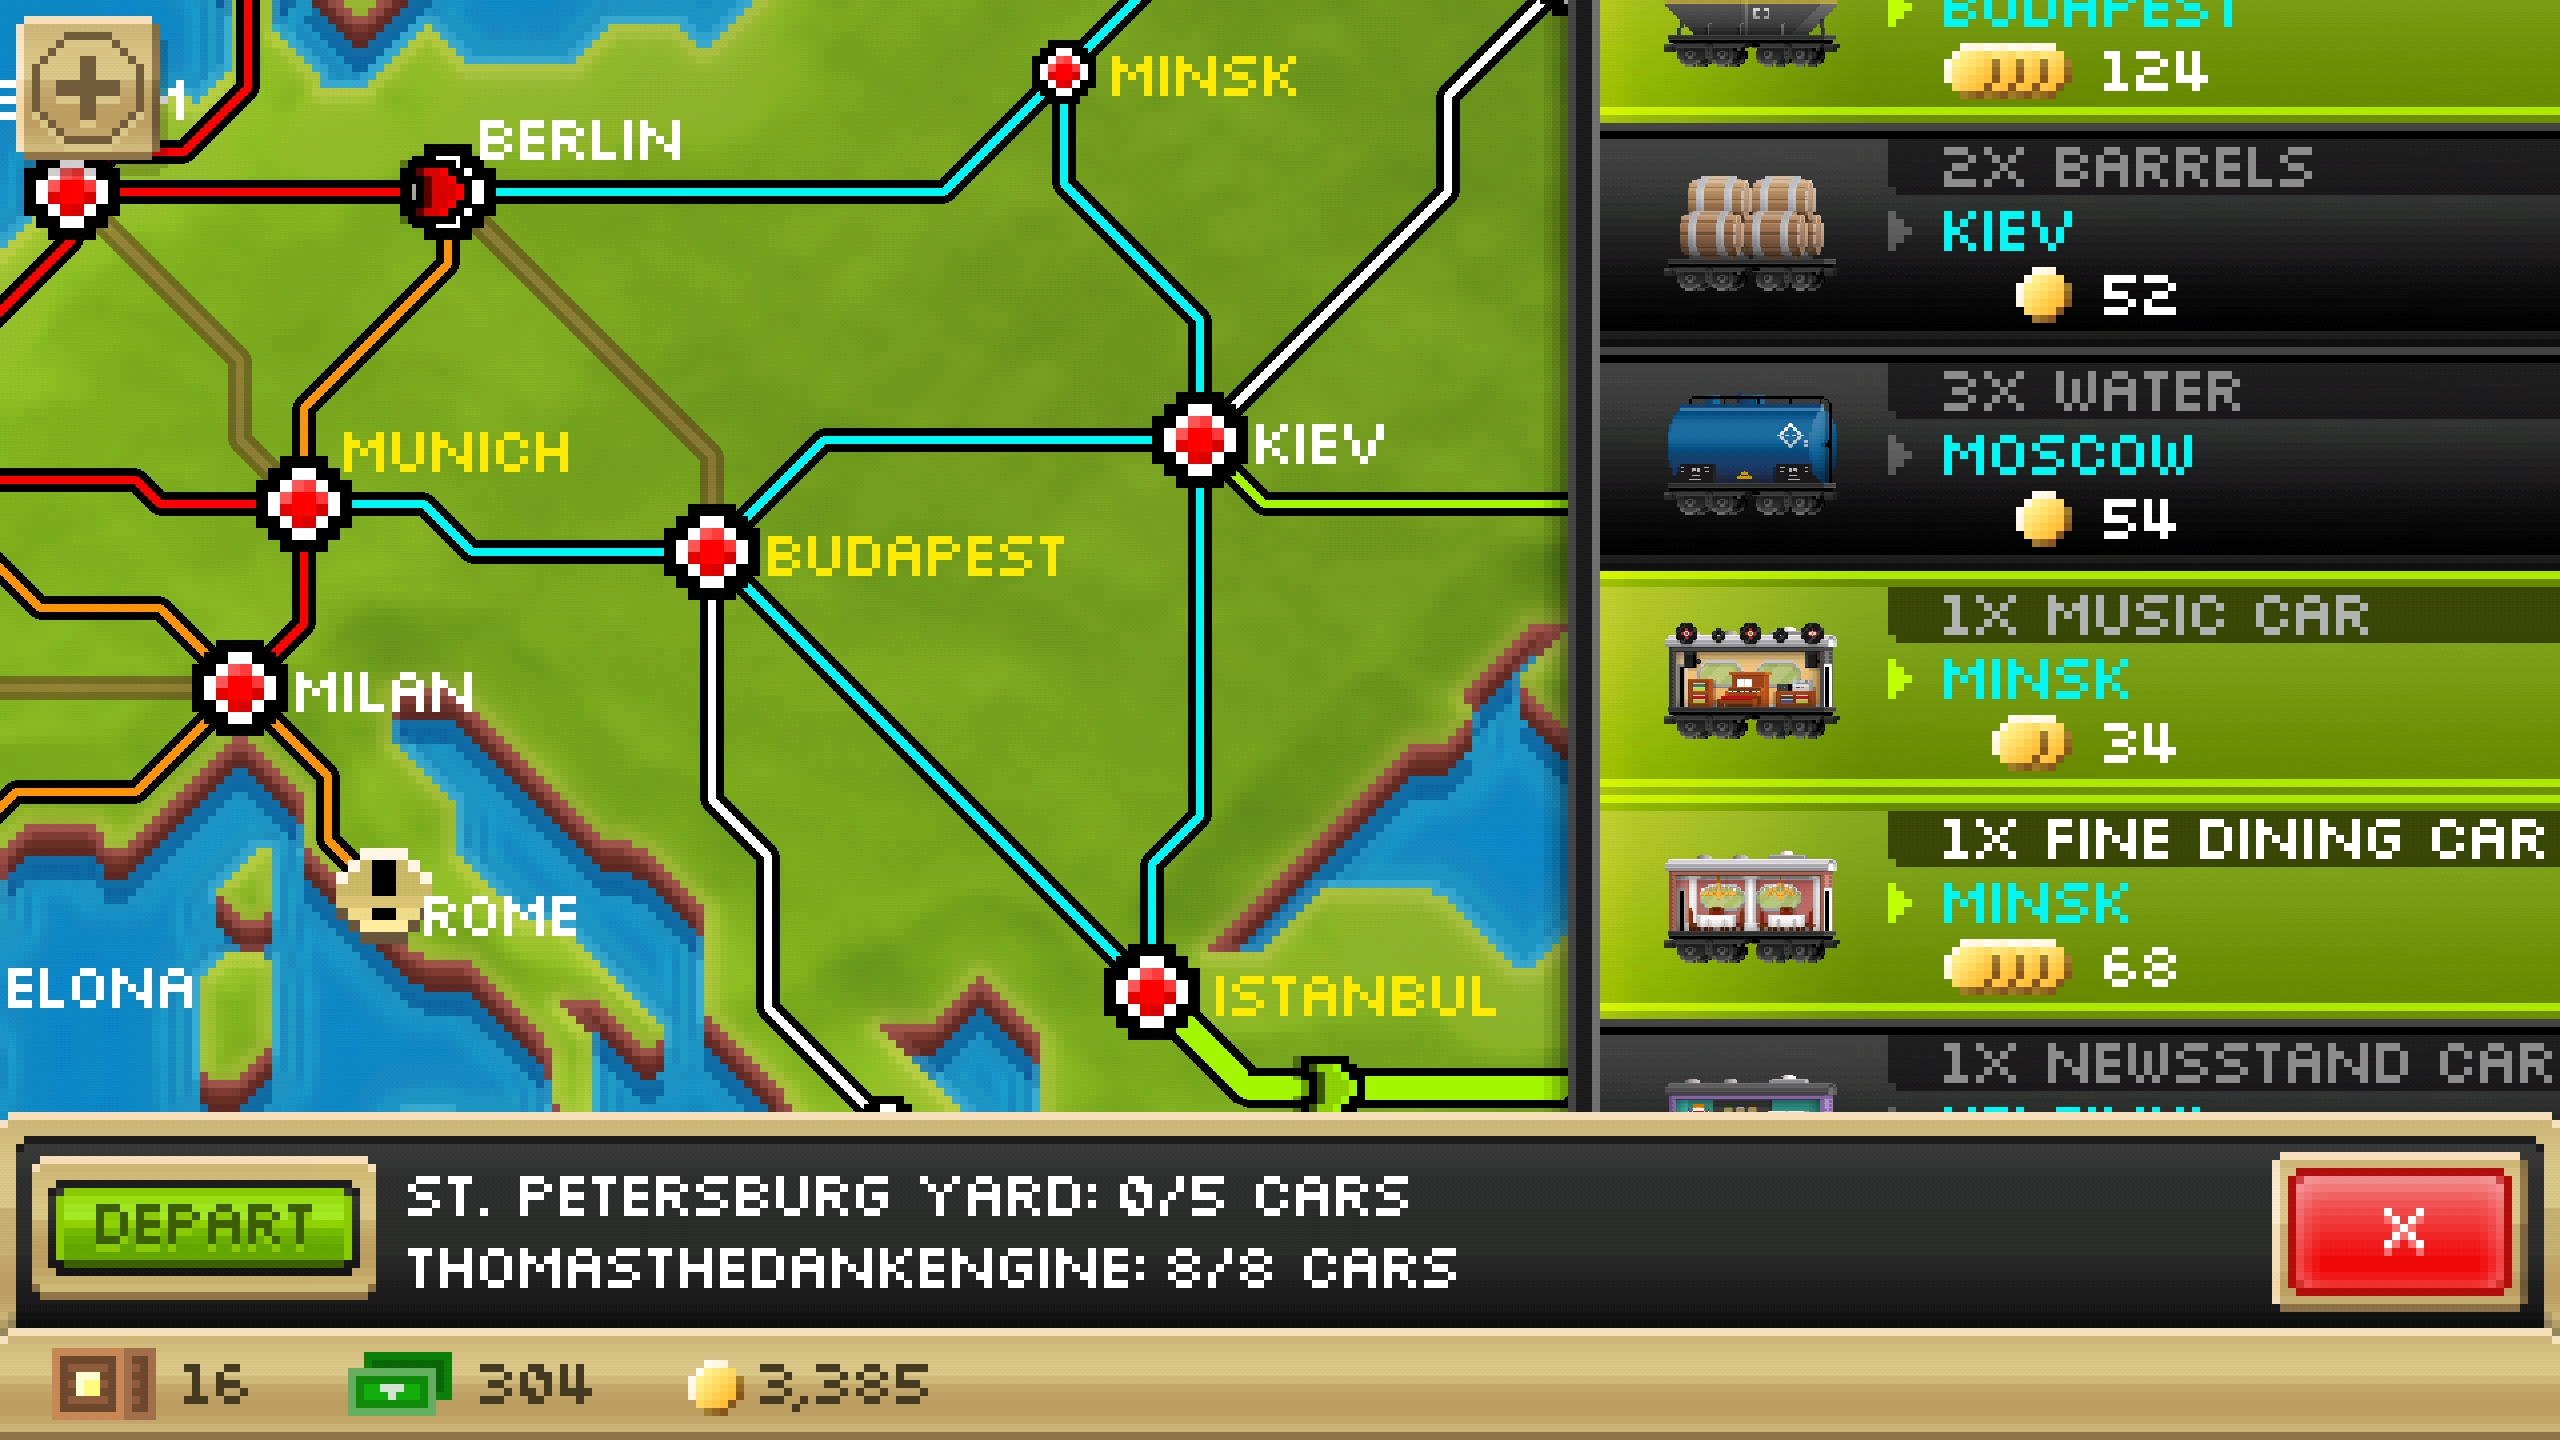 MINSK
BERLIN
MUNICH
KIEV
BUDAPEST
MILAN
ROME
ELONA
ISTANBUL
BUDAPEST
124
2X BARRELS
KIEV
52
3X WATER
MOSCOW
54
1X MUSIC CAR
MINSK
34
1X FINE DINING CAR
MINSK
68
1X NEWSSTAND CAR
DEPART
ST. PETERSBURG YARD: 0/5 CARS
THOMASTHEDANKENGINE: 8/8 CARS
X
16
304
3,385